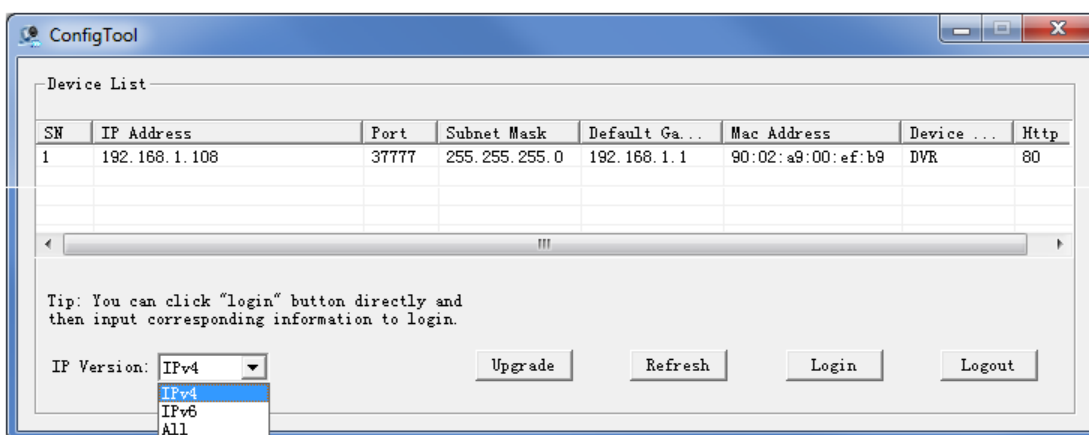 ConfigTool
Device List
SN IP Address Port Subnet Mask Default Ga... Mac Address Device ... Http
1 192.168.1.108 37777 255.255.255.0 192.168.1.1 90:02:a9:00:ef:b9 DVR 80
Tip: You can click "login" button directly and
then input corresponding information to login.
IP Version: IPv4 Upgrade Refresh Login Logout
IPv4
IPv6
All